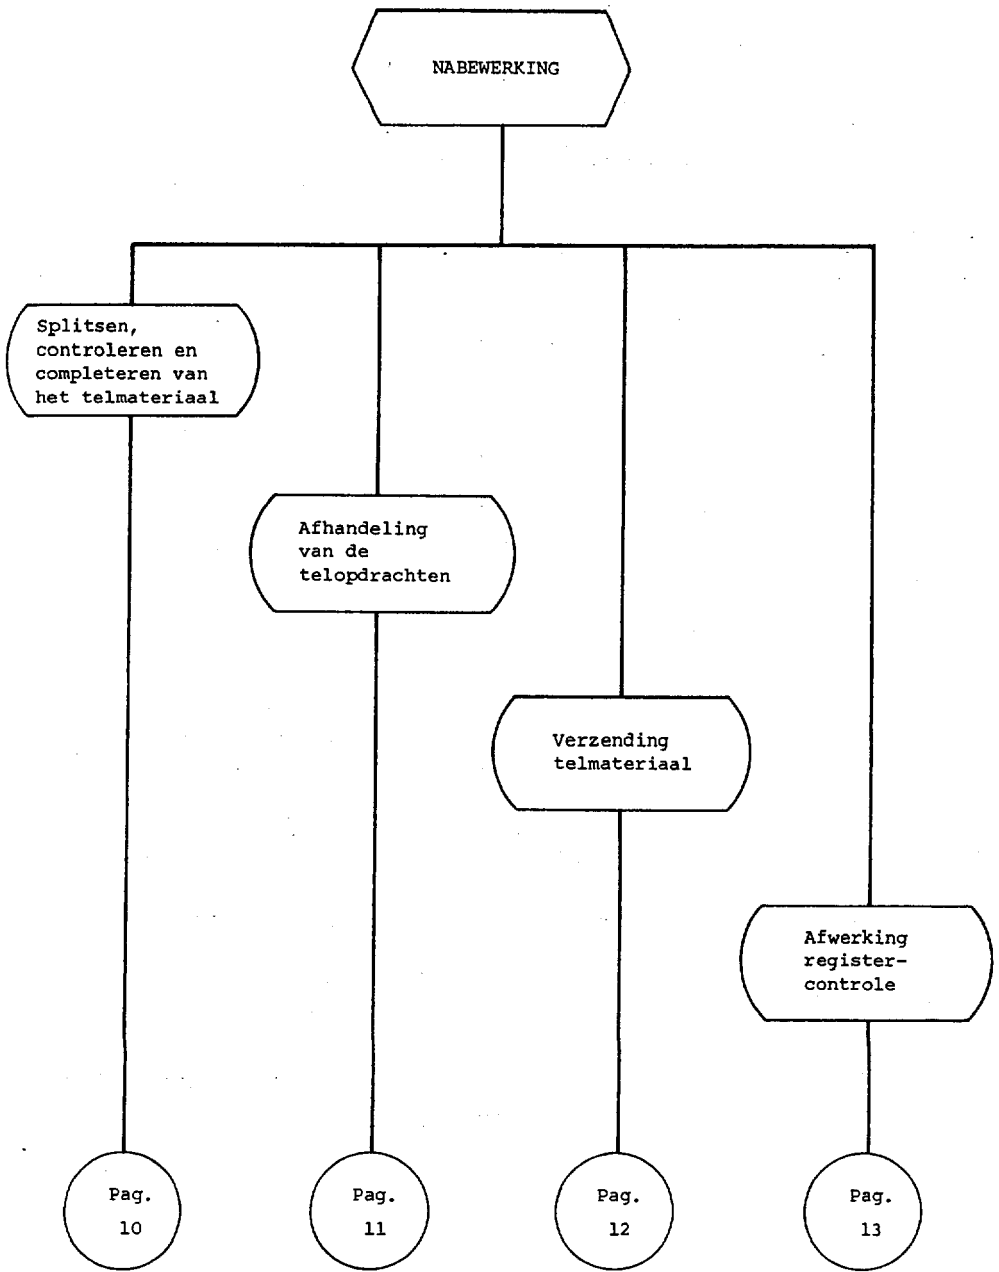 NABEWERKING
Splitsen,
controleren en
completeren van
het telmateriaal
Afhandeling
van de
telopdrachten
Verzending
telmateriaal
Afwerking
register-
controle
Pag.
10
Pag.
11
Pag.
12
Pag.
13